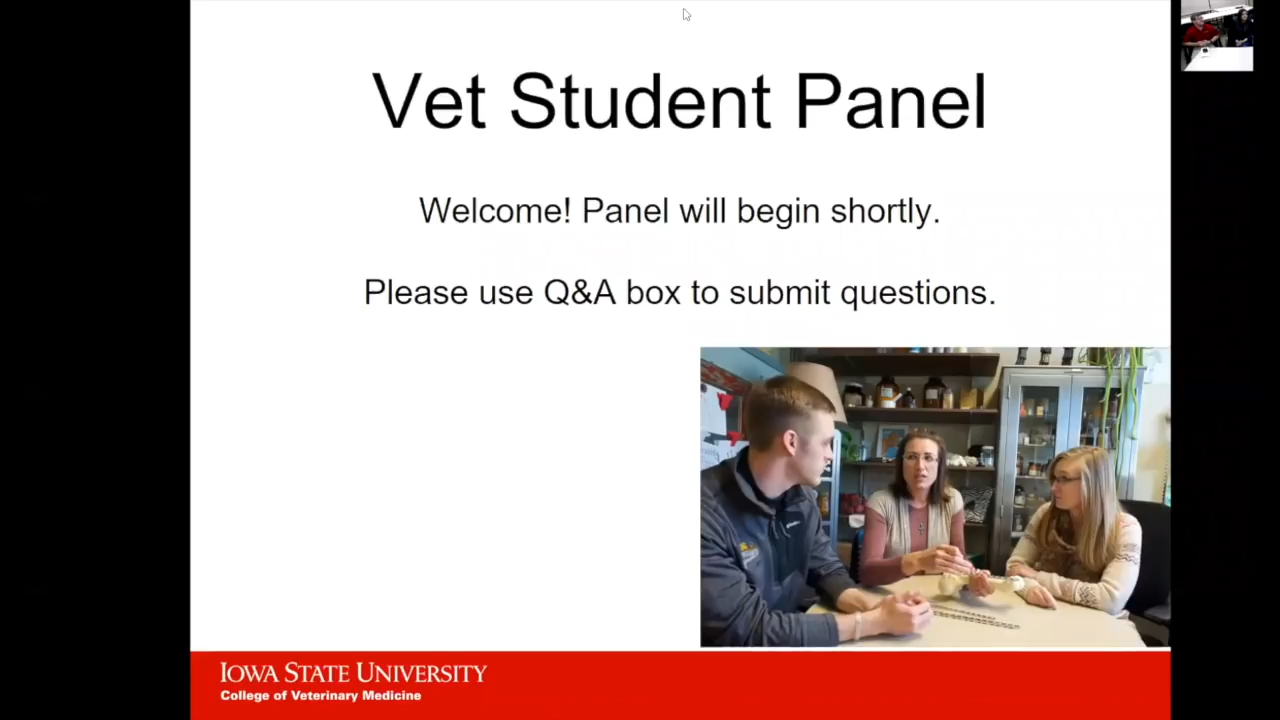 Vet Student Panel
Welcome! Panel will begin shortly.
Please use Q&A box to submit questions.
IOWA STATE UNIVERSITY
College of Veterinary Medicine